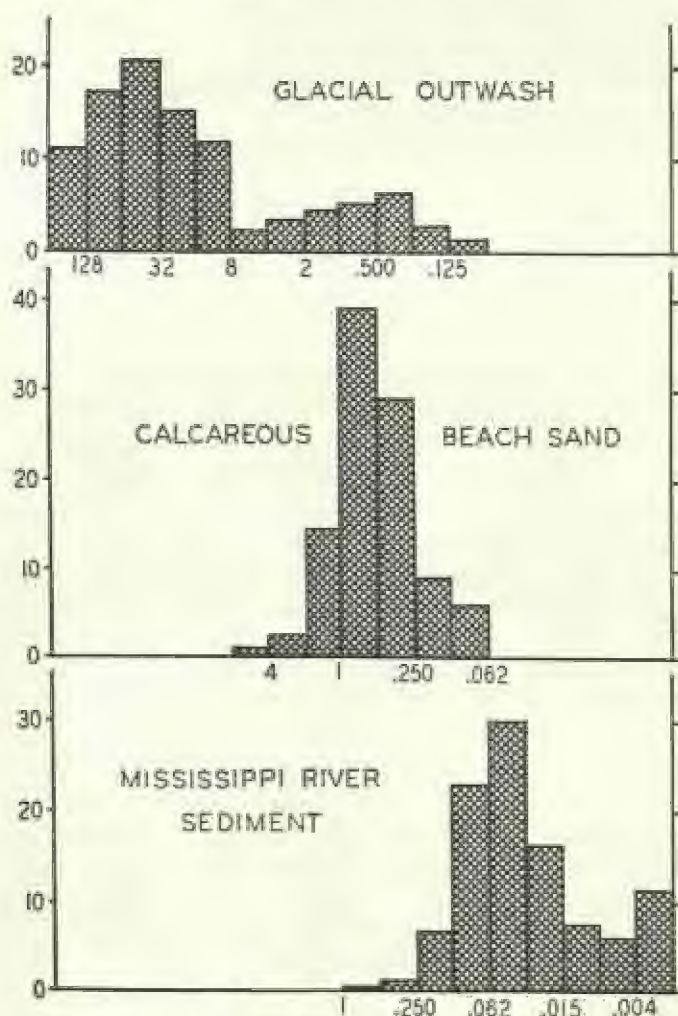 20
GLACIAL OUTWASH
10
0
128 32 8 2 .500 .125
40
30
CALCAREOUS BEACH SAND
20
10
0
4 1 .250 .062
30
MISSISSIPPI RIVER
SEDIMENT
20
10
0
1 .250 .062 .015 .004